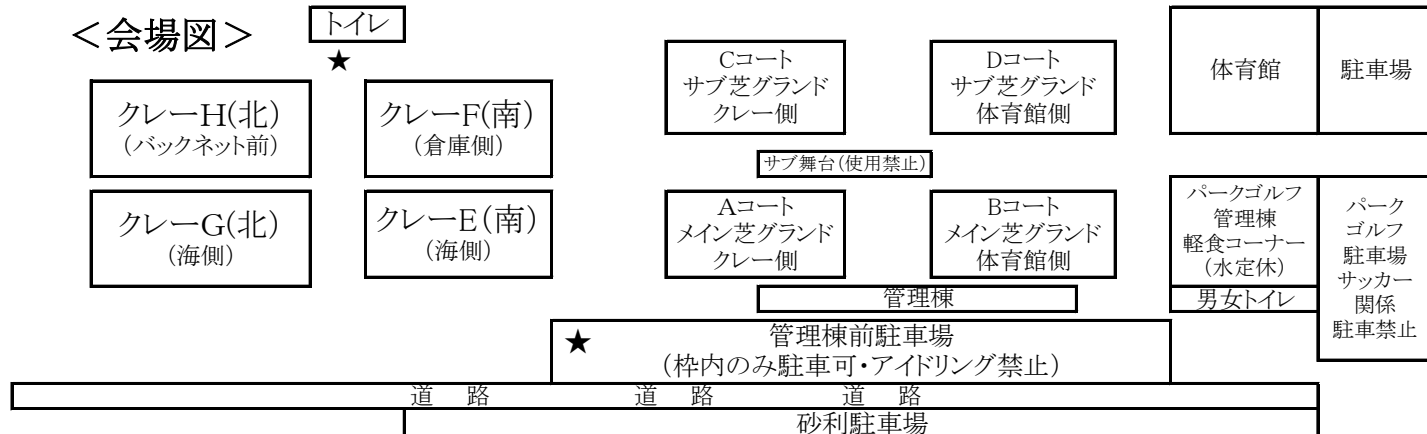 ＜会場図＞
トイレ
★
クレーH(北)
(バックネット前)
クレーF(南)
(倉庫側)
Cコート
サブ芝グランド
クレー側
Dコート
サブ芝グランド
体育館側
体育館
駐車場
サブ舞台(使用禁止)
クレーG(北)
(海側)
クレーE(南)
(海側)
Aコート
メイン芝グランド
クレー側
Bコート
メイン芝グランド
体育館側
パークゴルフ
管理棟
軽食コーナー
(水定休)
パーク
ゴルフ
駐車場
サッカー
関係
駐車禁止
管理棟
男女トイレ
★
管理棟前駐車場
(枠内のみ駐車可・アイドリング禁止)
道　路　　　　　　道　路　　　　　　道　路
砂利駐車場